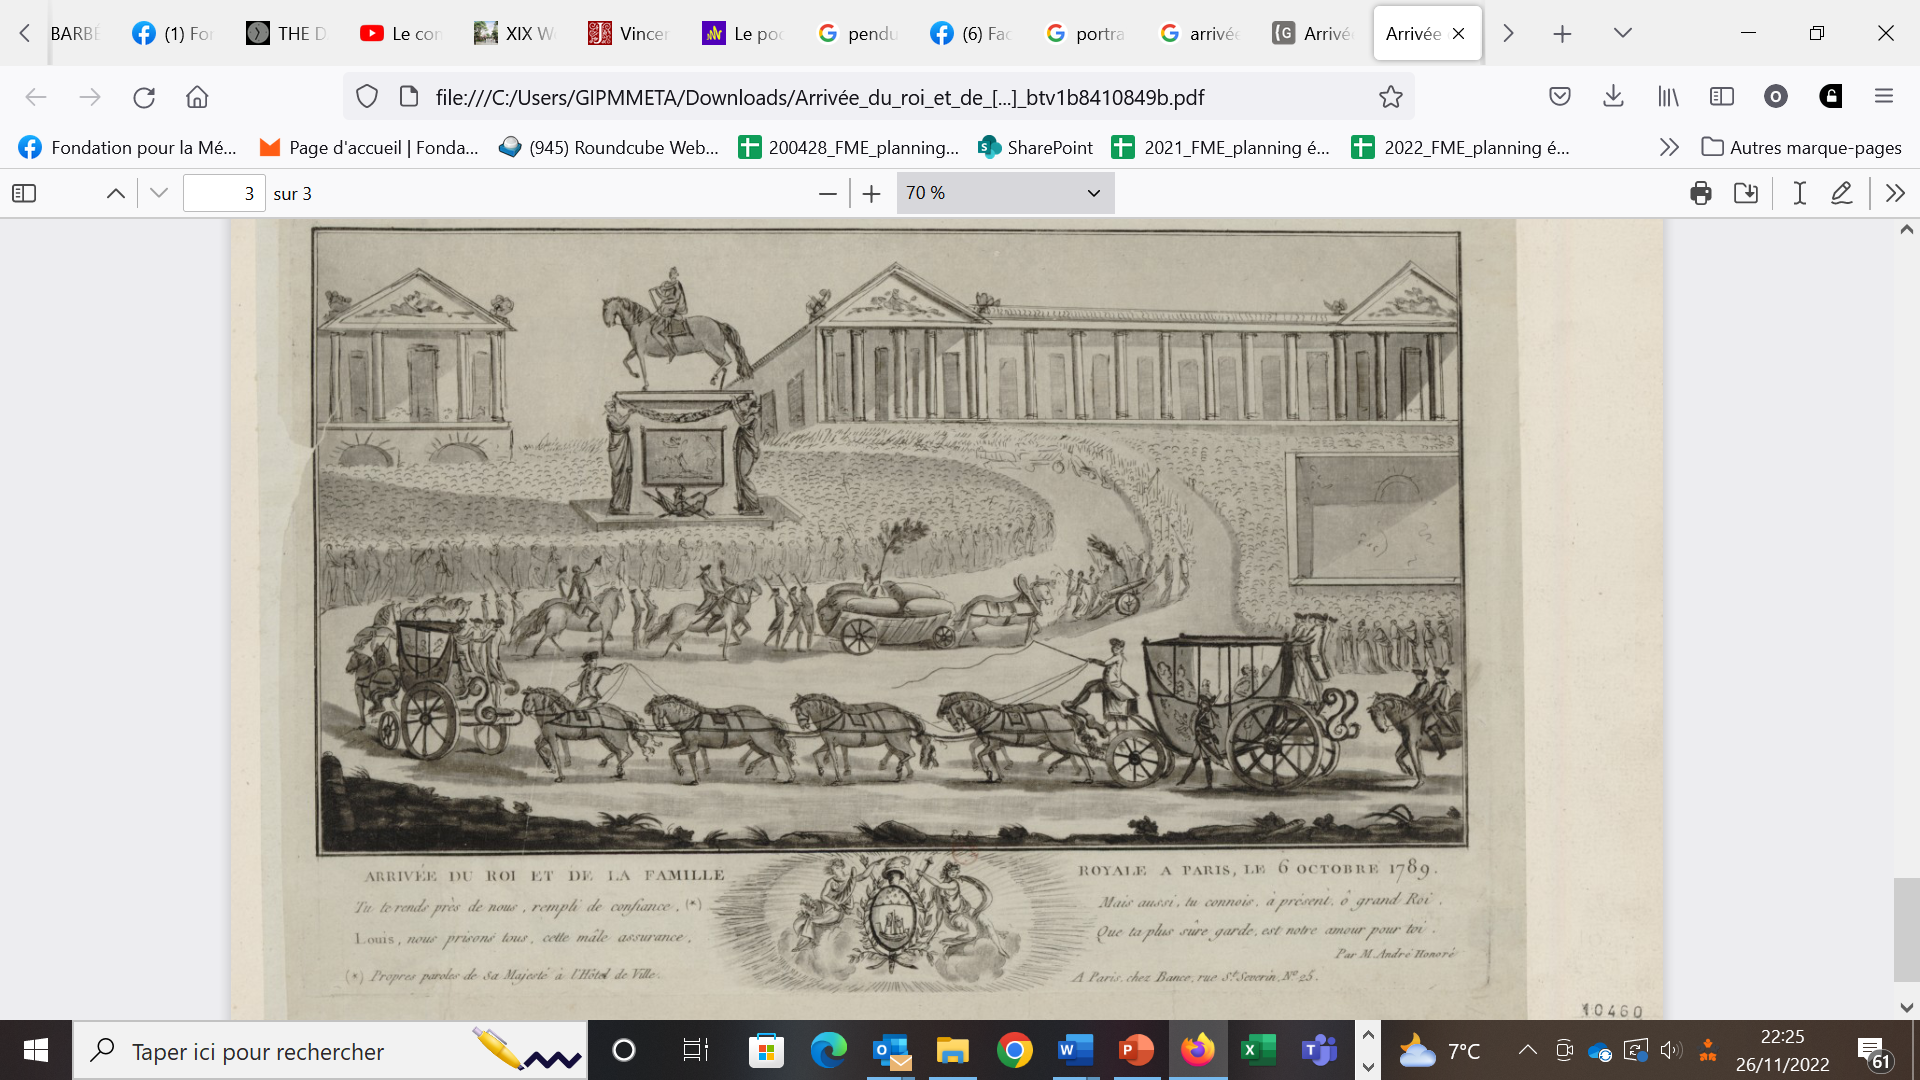 BARBÉ
(1) For
THE D
Le con
XIX W
Vincer
Le poc
pendu
(6) Fac
portra
arrivée
Arrivée
Arrivée
file:///C:/Users/GIPMMETA/Downloads/Arrivée_du_roi_et_de_[...]_btv1b8410849b.pdf
Fondation pour la Mé...
Page d'accueil | Fonda...
(945) Roundcube Web...
200428_FME_planning...
SharePoint
2021_FME_planning é...
2022_FME_planning é...
Autres marque-pages
3 sur 3
70 %
ARRIVÉE DU ROI ET DE LA FAMILLE ROYALE A PARIS, LE 6 OCTOBRE 1789.
Tu te rends près de nous, rempli de confiance, (*)
Louis, nous prisons tous, cette mâle assurance,
(*) Propres paroles de Sa Majesté à l'Hôtel de Ville.
Mais aussi, tu connois, à présent, ô grand Roi,
Que ta plus sûre garde, est notre amour pour toi.
Par M. André Honoré
A Paris, chez Bance, rue St. Severin, No. 25.
10460
Taper ici pour rechercher
7°C
22:25
26/11/2022
61